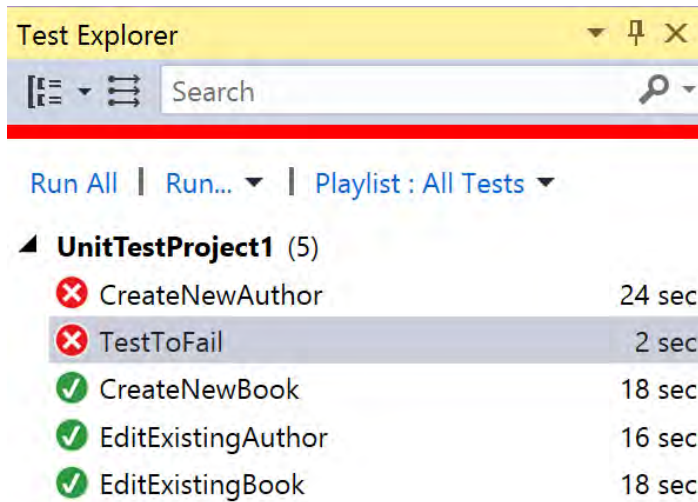 Test Explorer
Search
Run All | Run... | Playlist : All Tests
UnitTestProject1 (5)
CreateNewAuthor 24 sec
TestToFail 2 sec
CreateNewBook 18 sec
EditExistingAuthor 16 sec
EditExistingBook 18 sec